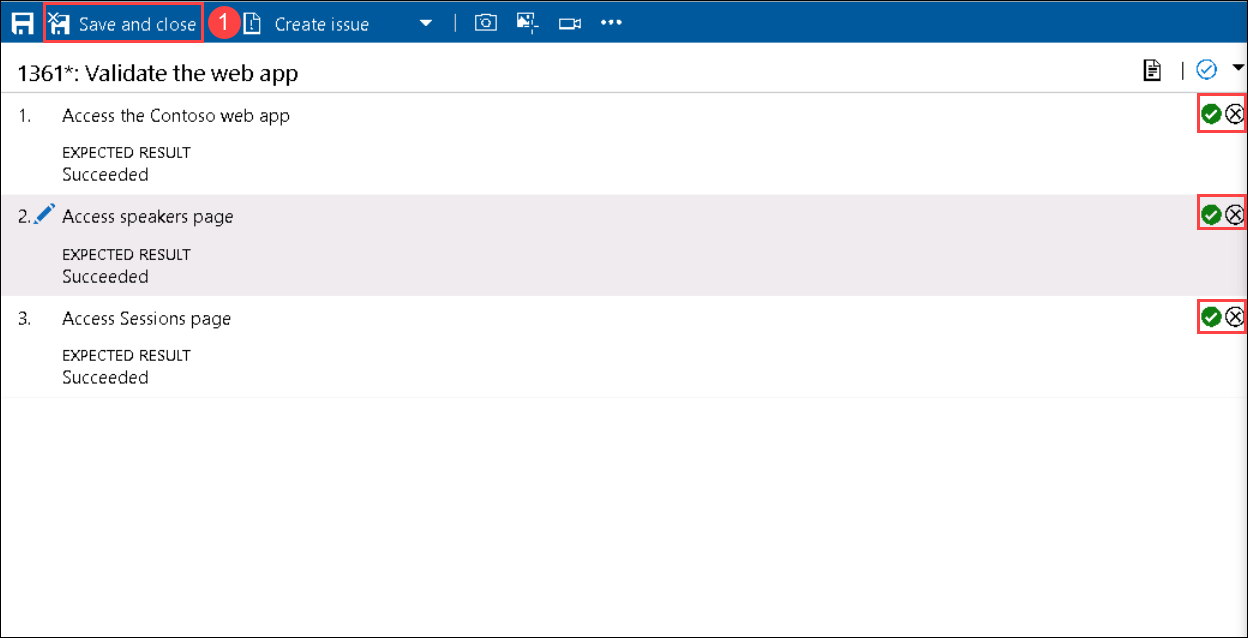 Save and close 1 Create issue
1361*: Validate the web app
1. Access the Contoso web app
EXPECTED RESULT
Succeeded
2. Access speakers page
EXPECTED RESULT
Succeeded
3. Access Sessions page
EXPECTED RESULT
Succeeded